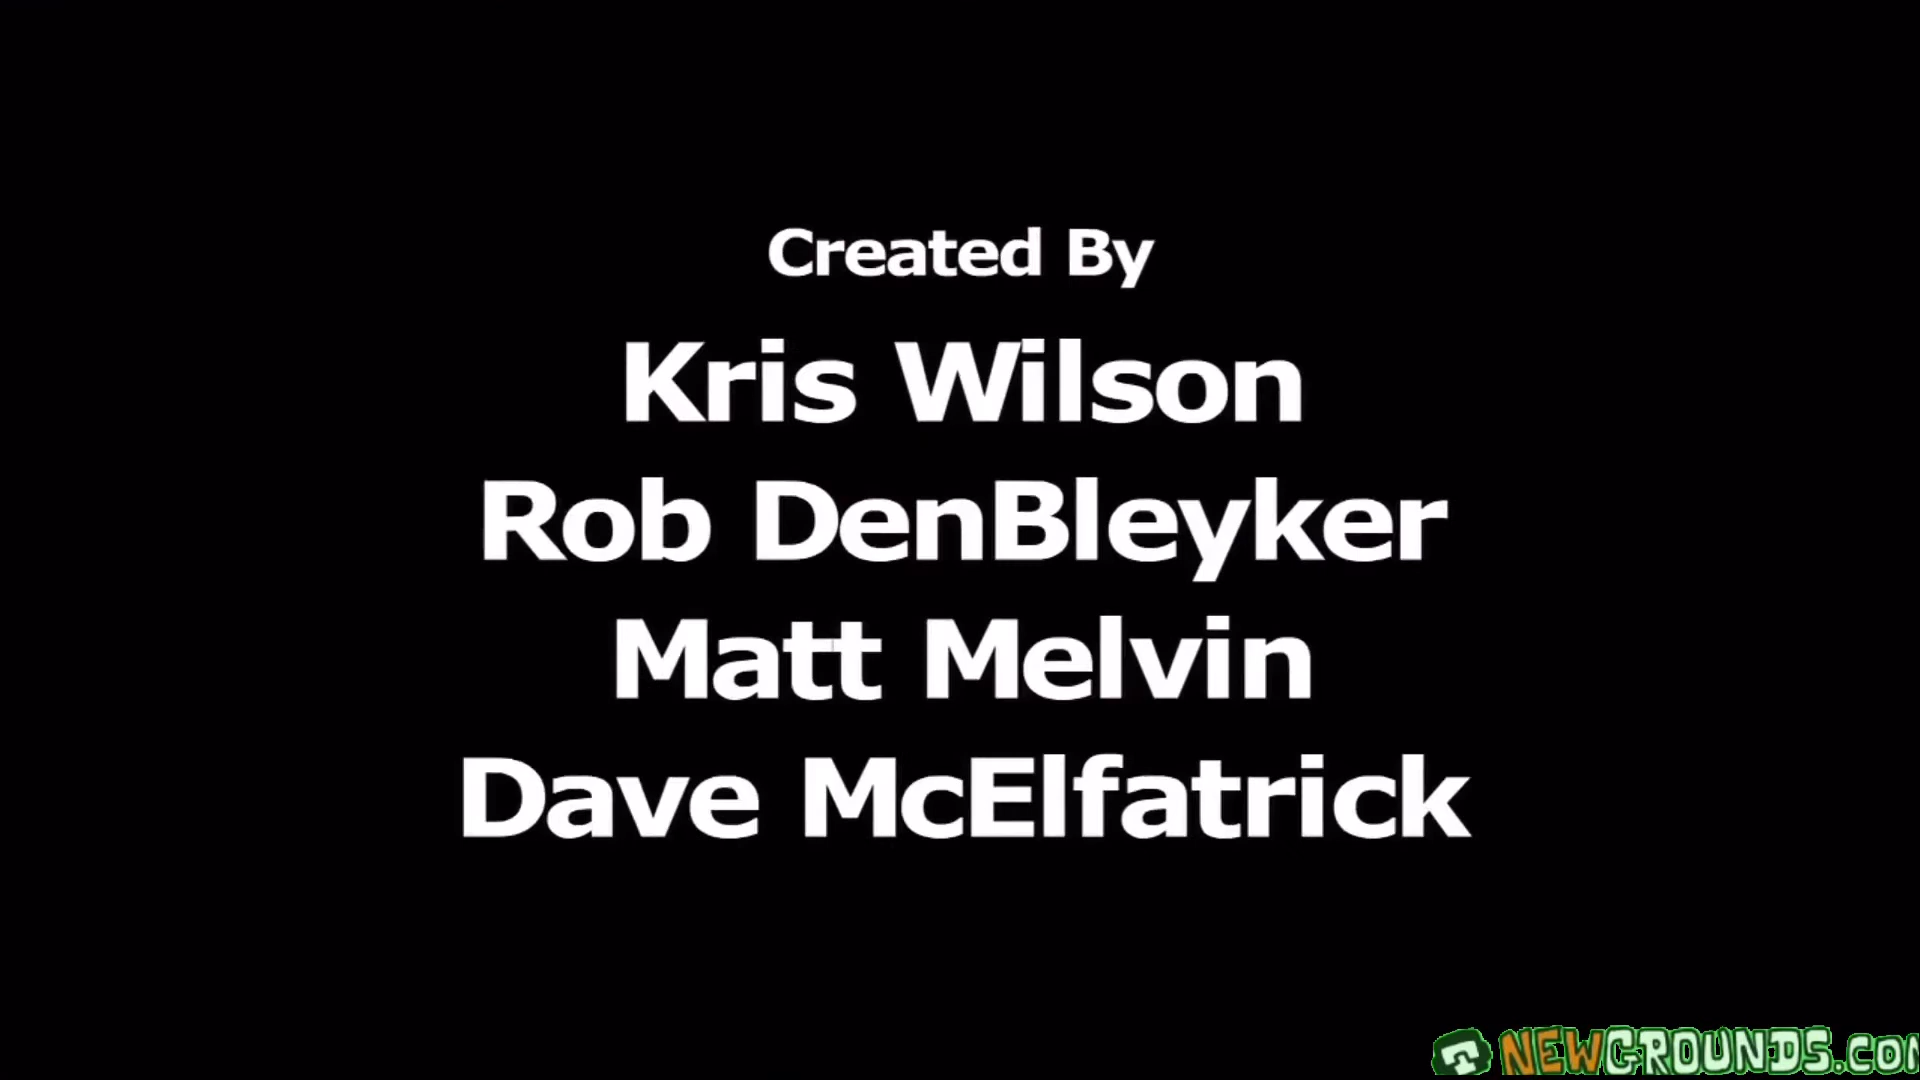 Created By
Kris Wilson
Rob DenBleyker
Matt Melvin
Dave McElfatrick
NEWGROUNDS.COM